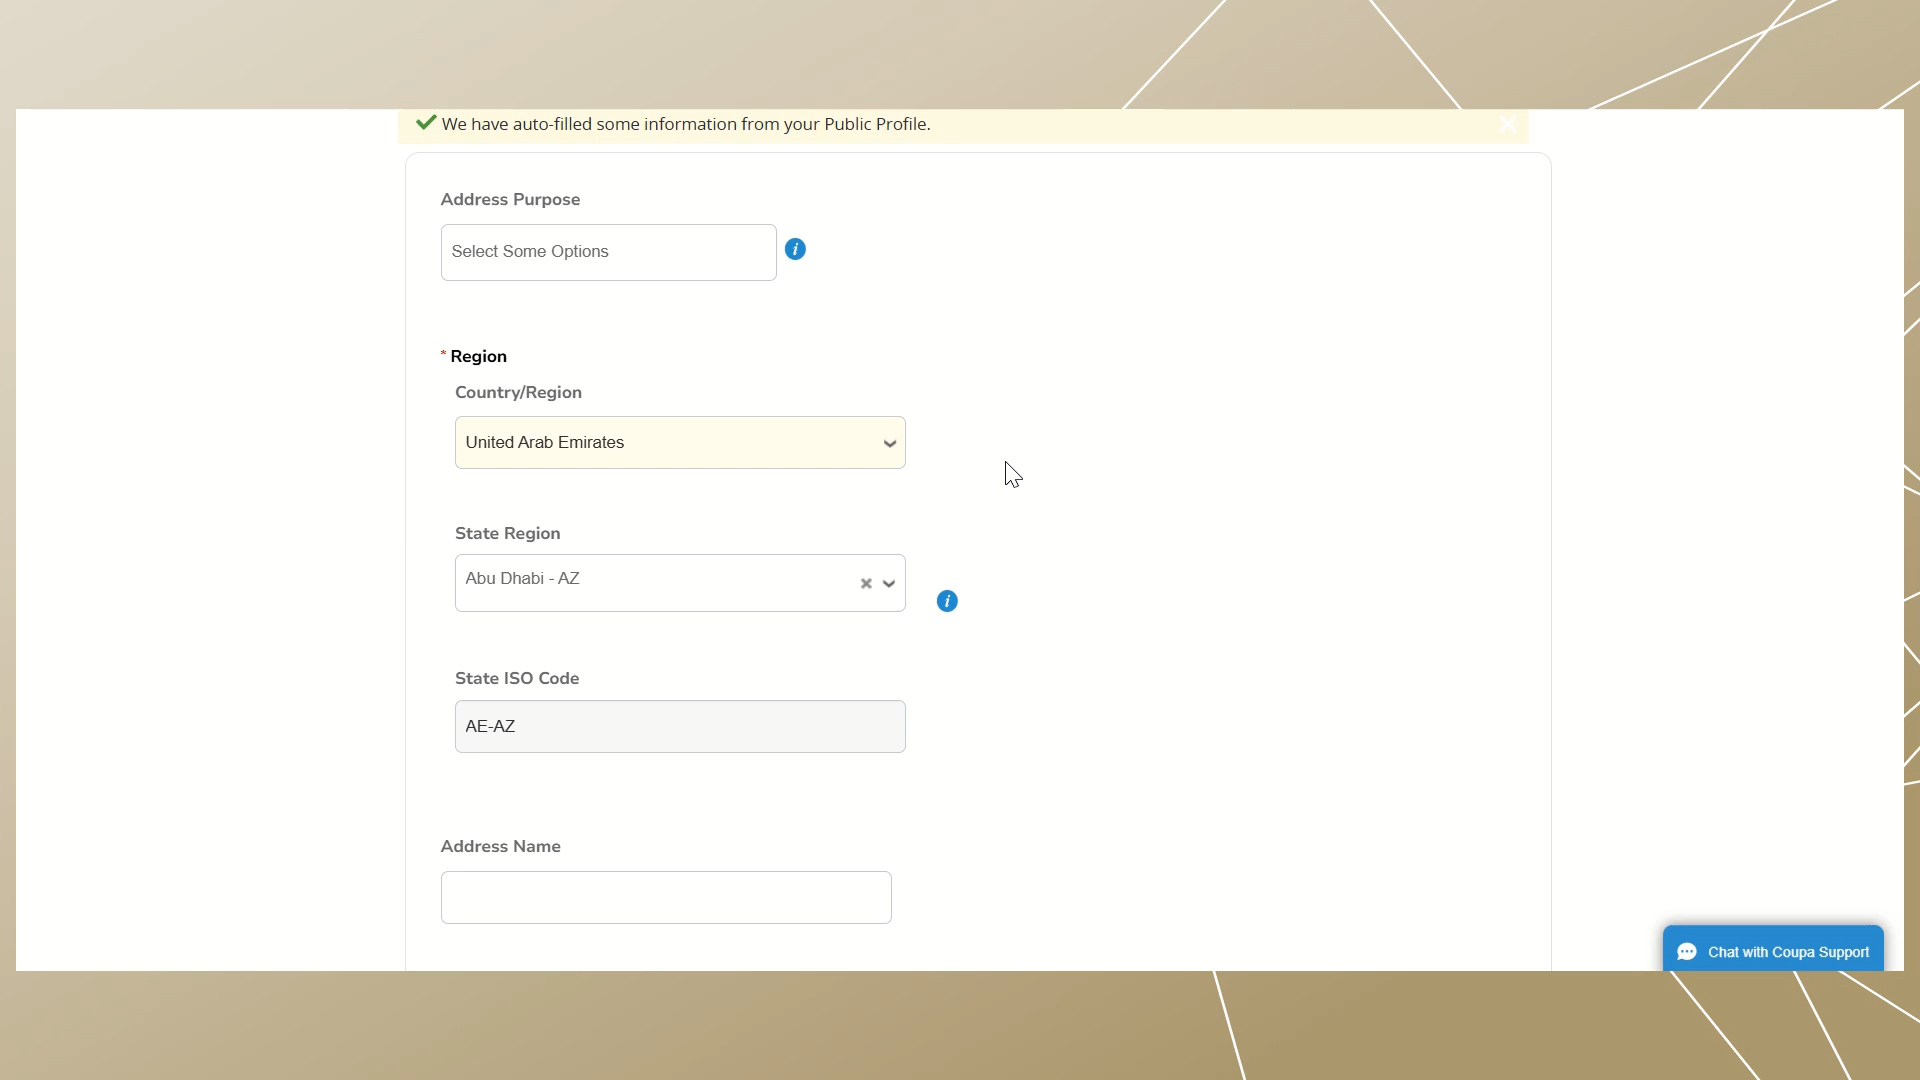 We have auto-filled some information from your Public Profile.
Address Purpose
Select Some Options
* Region
Country/Region
United Arab Emirates
State Region
Abu Dhabi - AZ
State ISO Code
AE-AZ
Address Name
Chat with Coupa Support